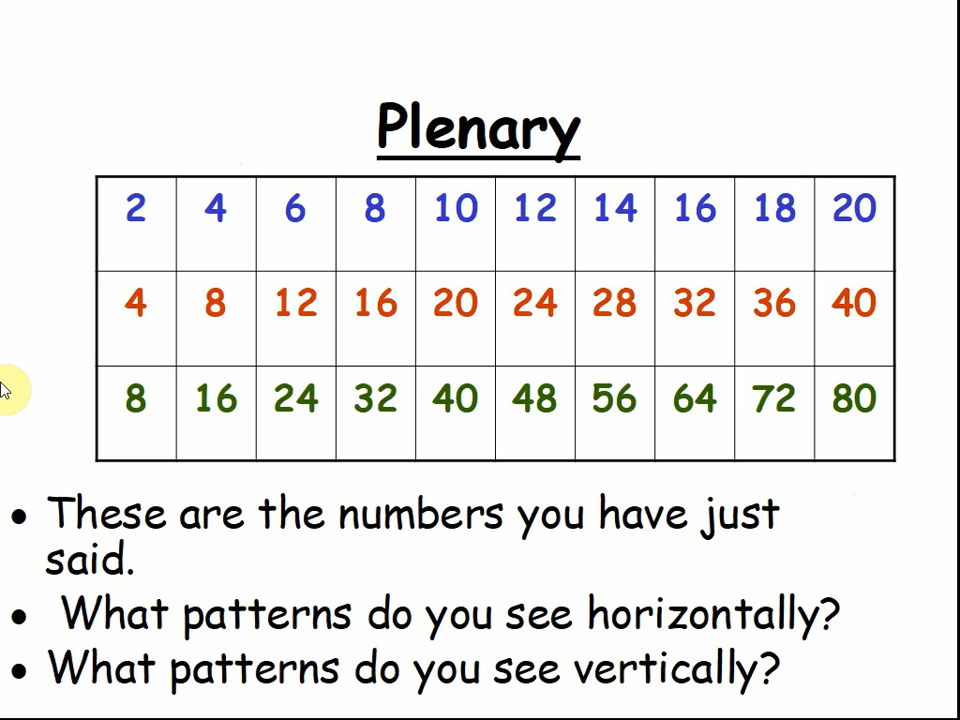 Plenary
2 4 6 8 10 12 14 16 18 20
4 8 12 16 20 24 28 32 36 40
8 16 24 32 40 48 56 64 72 80
• These are the numbers you have just
said.
• What patterns do you see horizontally?
• What patterns do you see vertically?